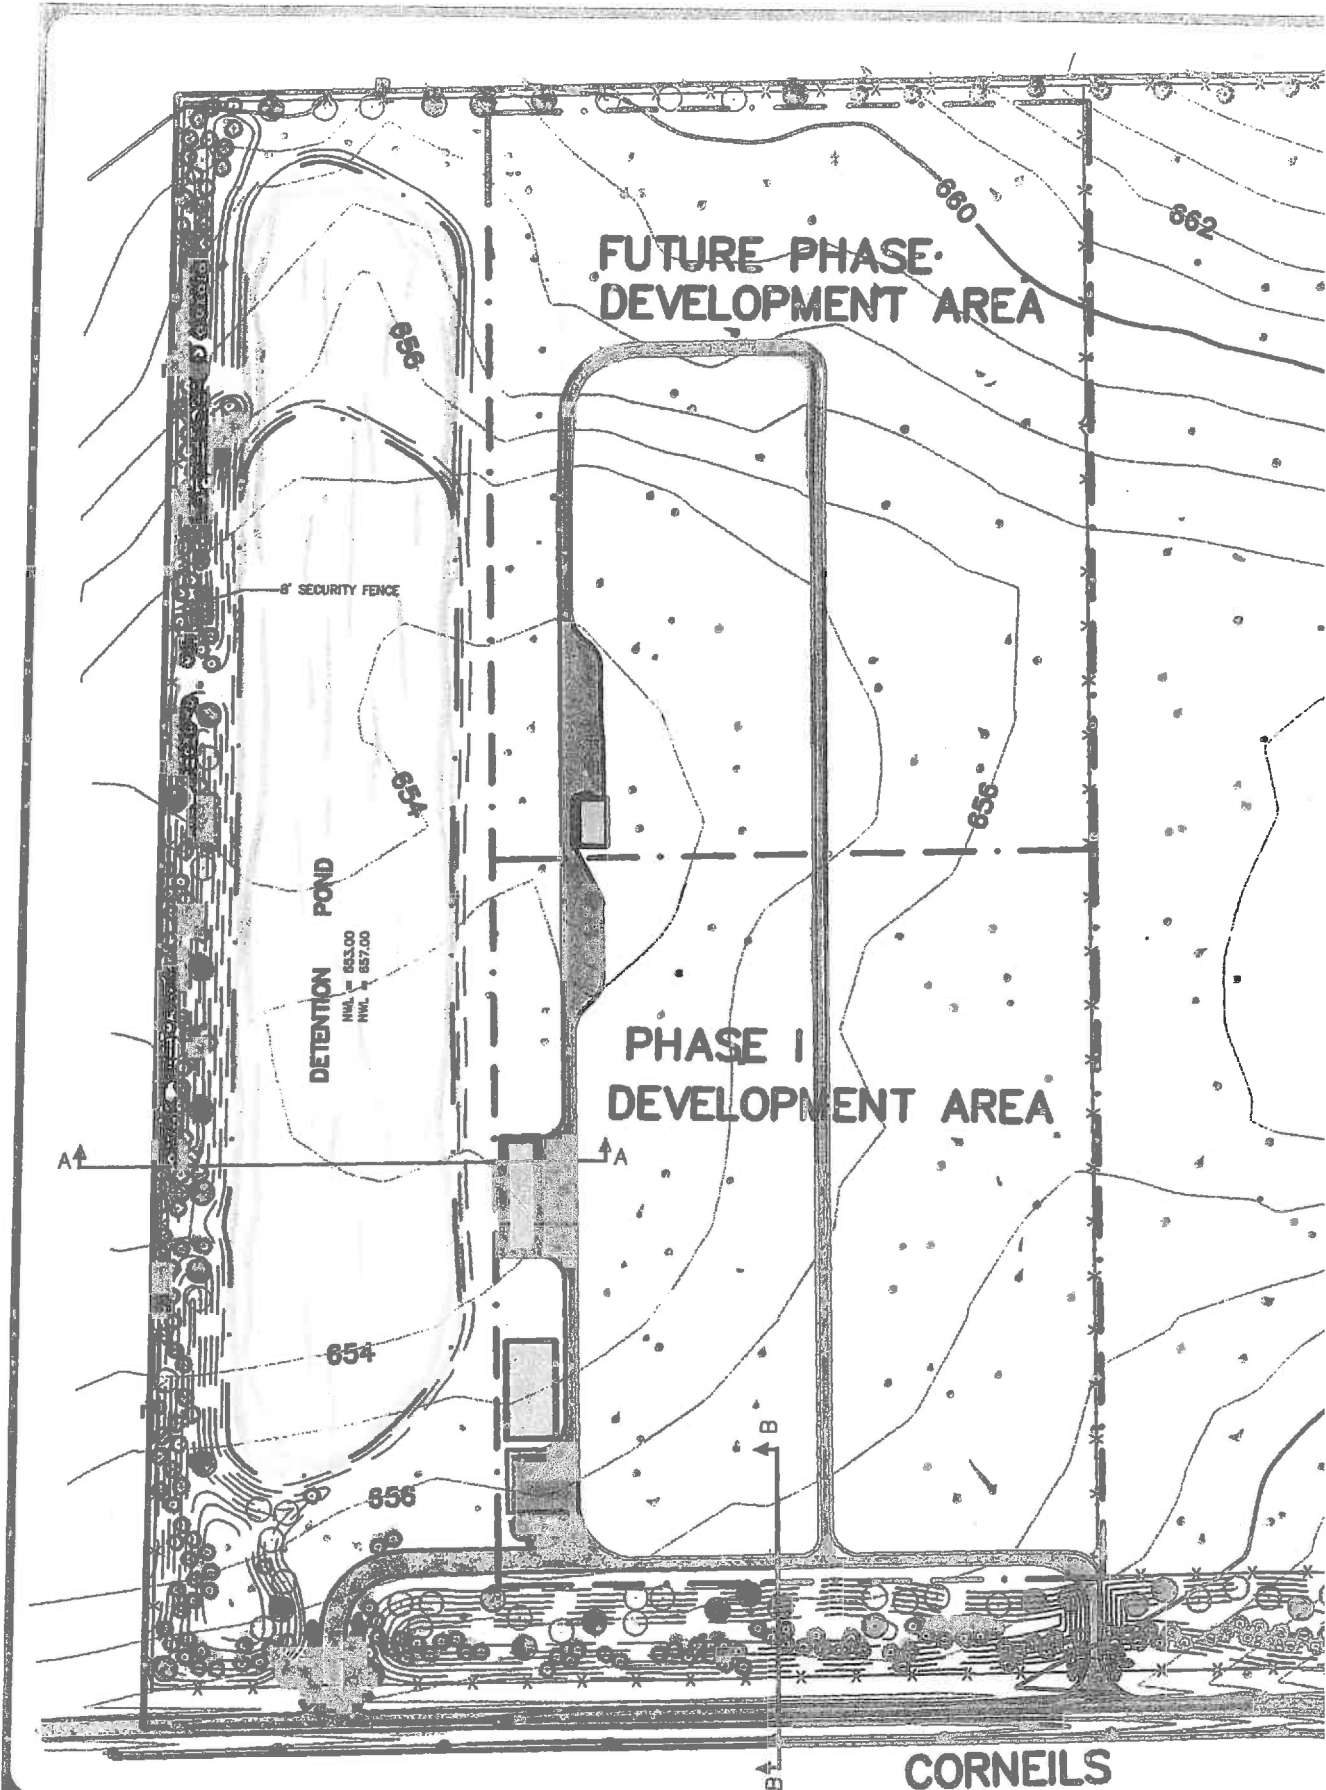 660
662
FUTURE PHASE
DEVELOPMENT AREA
656
8' SECURITY FENCE
654
656
DETENTION POND
NWL = 653.00
HWL = 657.00
PHASE I
DEVELOPMENT AREA
A
A
654
B
656
B
CORNEILS